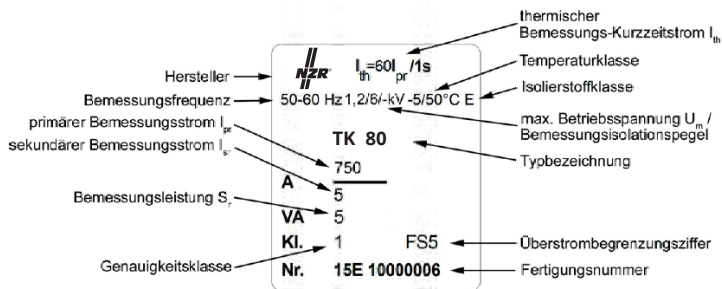 thermischer
Bemessungs-Kurzzeitstrom Ith
Hersteller
NZR
Ith=60Ipr/1s
Temperaturklasse
Bemessungsfrequenz
50-60 Hz 1,2/6/-kV -5/50°C E
Isolierstoffklasse
primärer Bemessungsstrom Ipr
max. Betriebsspannung Um /
Bemessungsisolationspegel
sekundärer Bemessungsstrom Isr
TK 80
Typbezeichnung
750
A
5
Bemessungsleistung Sr
VA 5
Kl. 1 FS5
Überstrombegrenzungsziffer
Genauigkeitsklasse
Nr. 15E 10000006
Fertigungsnummer